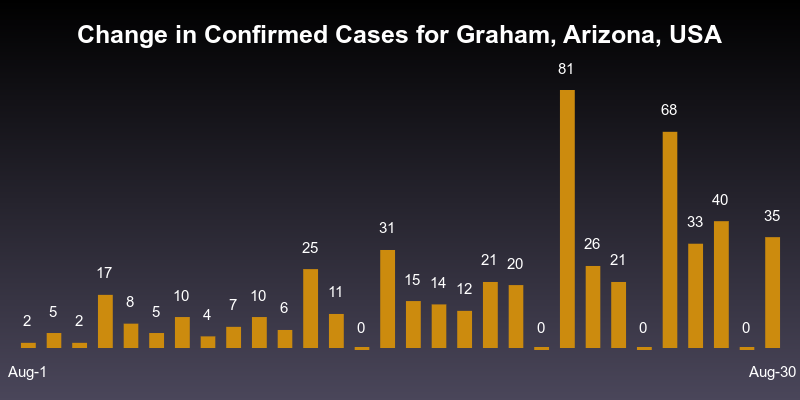 Change in Confirmed Cases for Graham, Arizona, USA
2 5 2 17 8 5 10 4 7 10 6 25 11 0 31 15 14 12 21 20 0 81 26 21 0 68 33 40 0 35
Aug-1 Aug-30